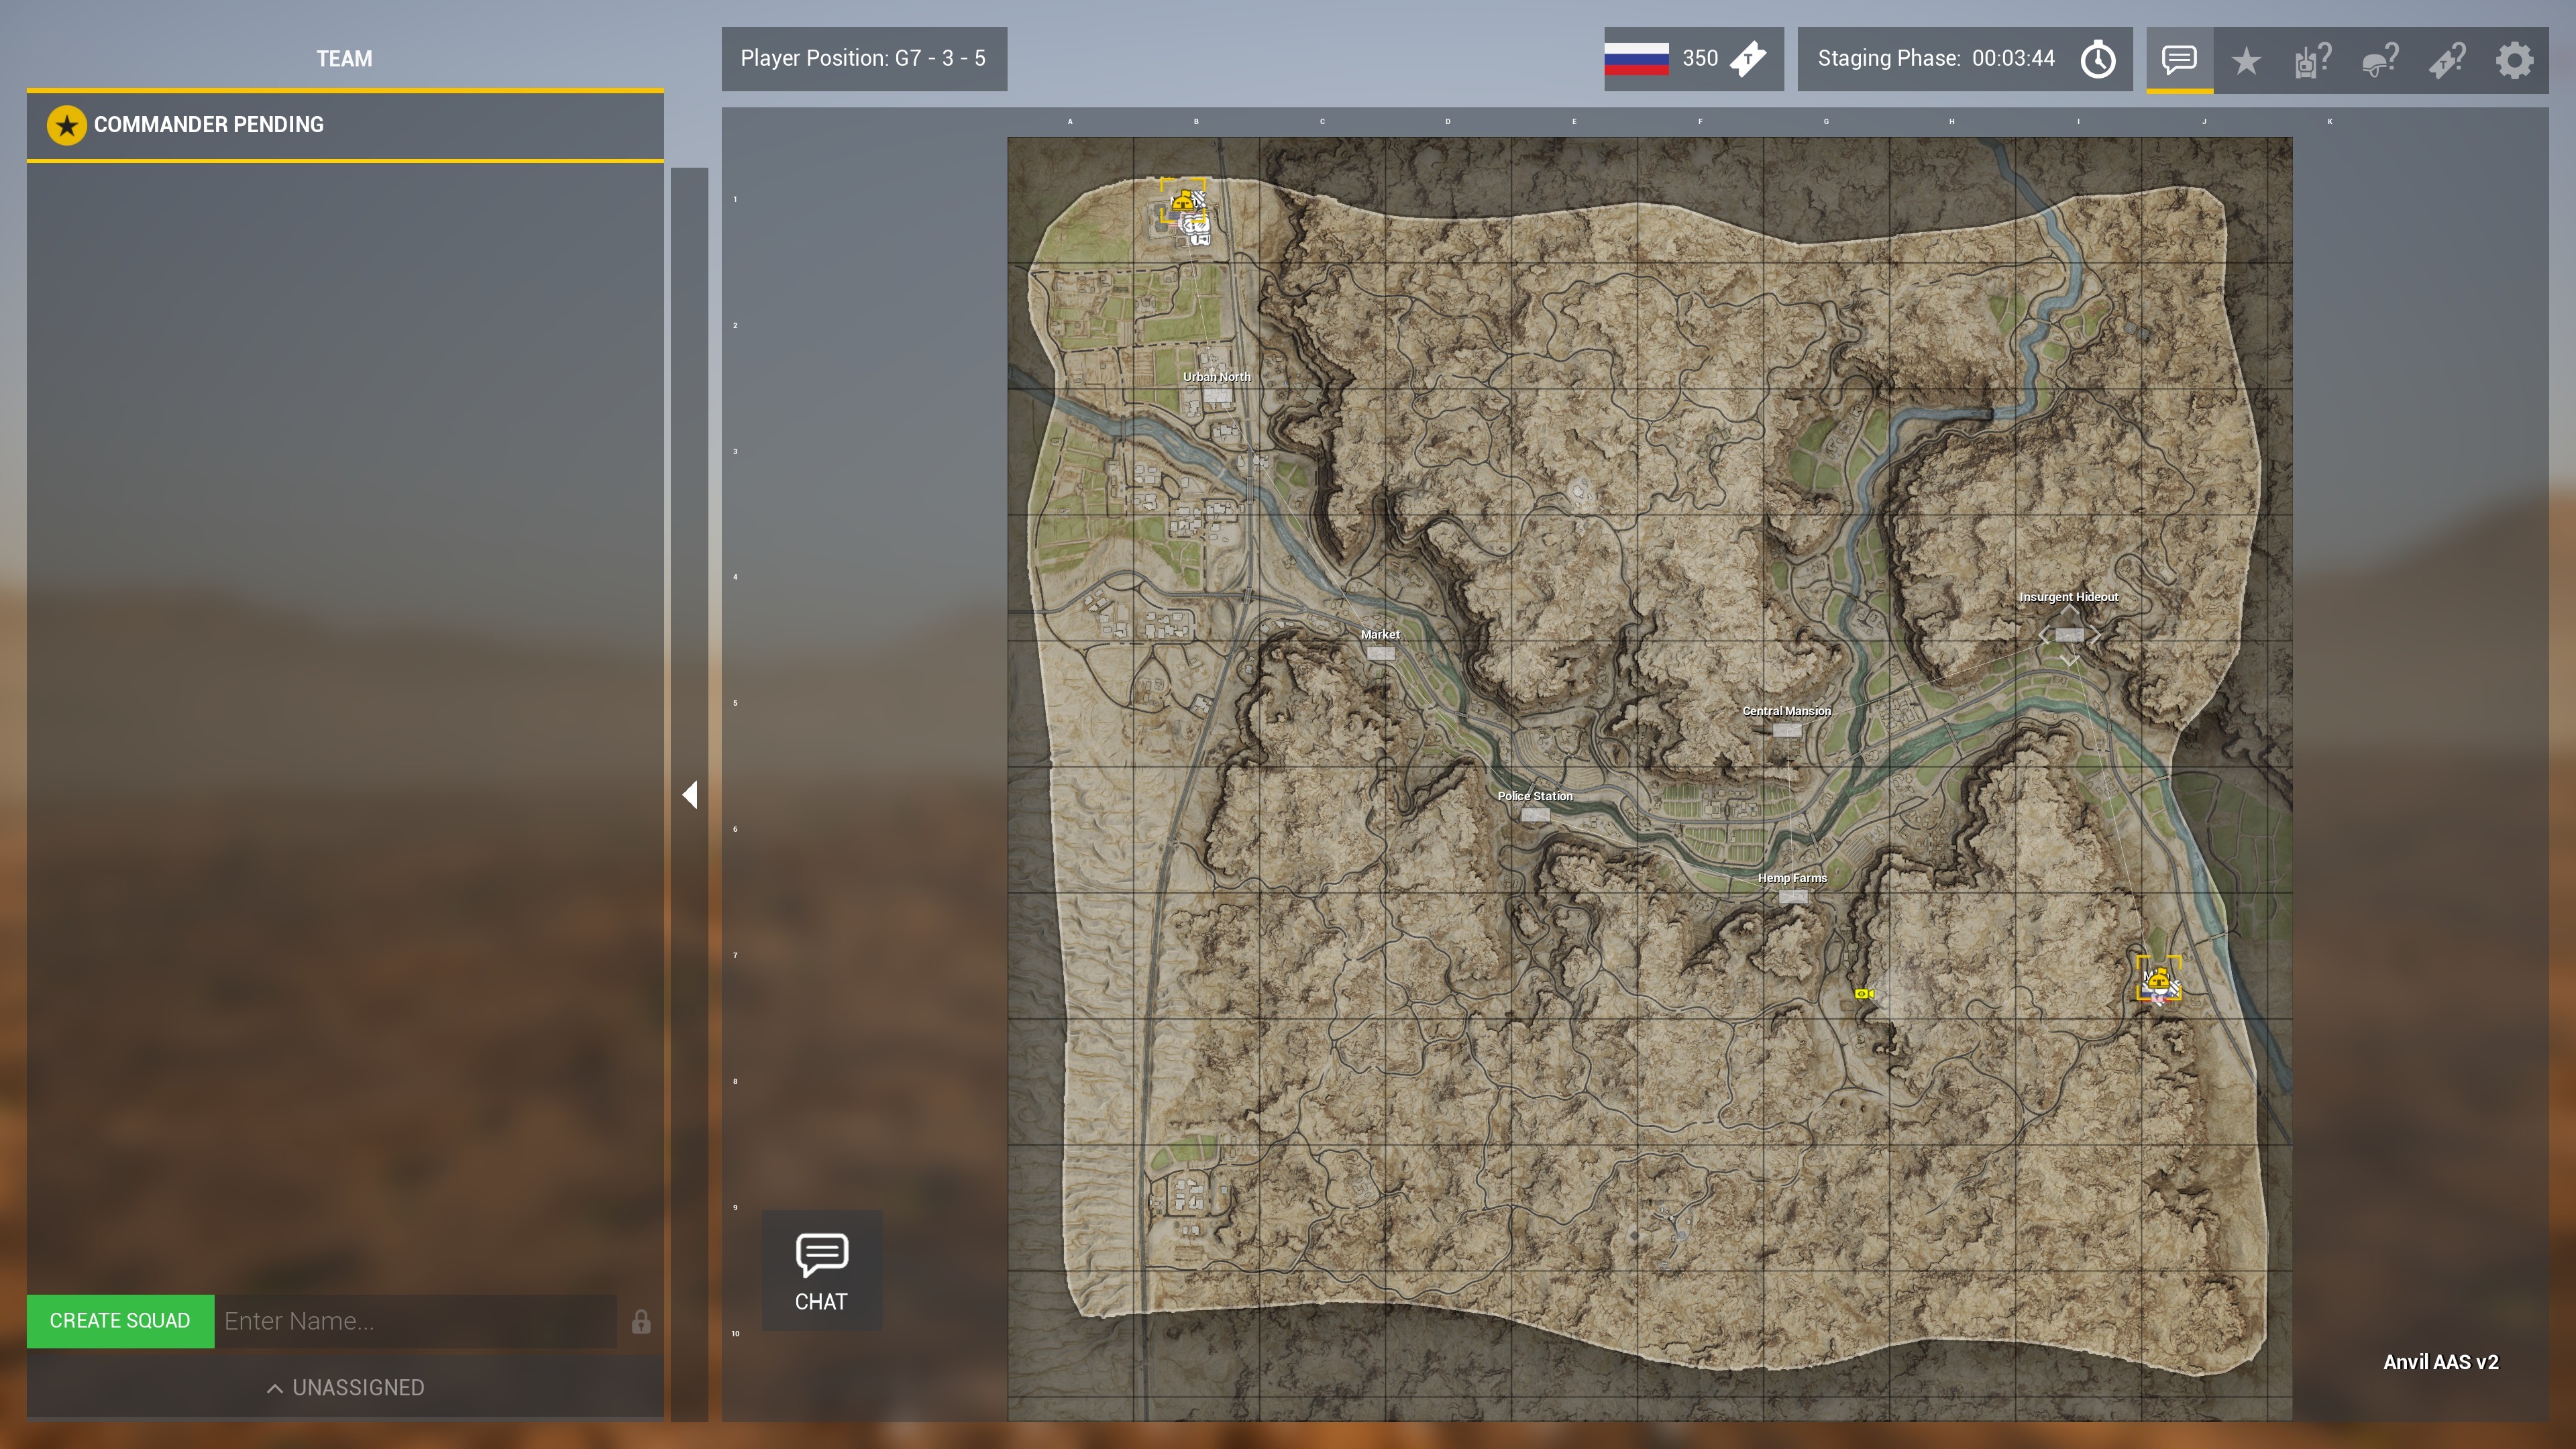 TEAM
COMMANDER PENDING
Player Position: G7 - 3 - 5
350
T
Staging Phase: 00:03:44
A B C D E F G H I J K
1
2
Urban North
3
4
Insurgent Hideout
Market
5
Central Mansion
Police Station
6
Hemp Farms
7
8
9
CHAT
10
CREATE SQUAD
Enter Name...
UNASSIGNED
Anvil AAS v2